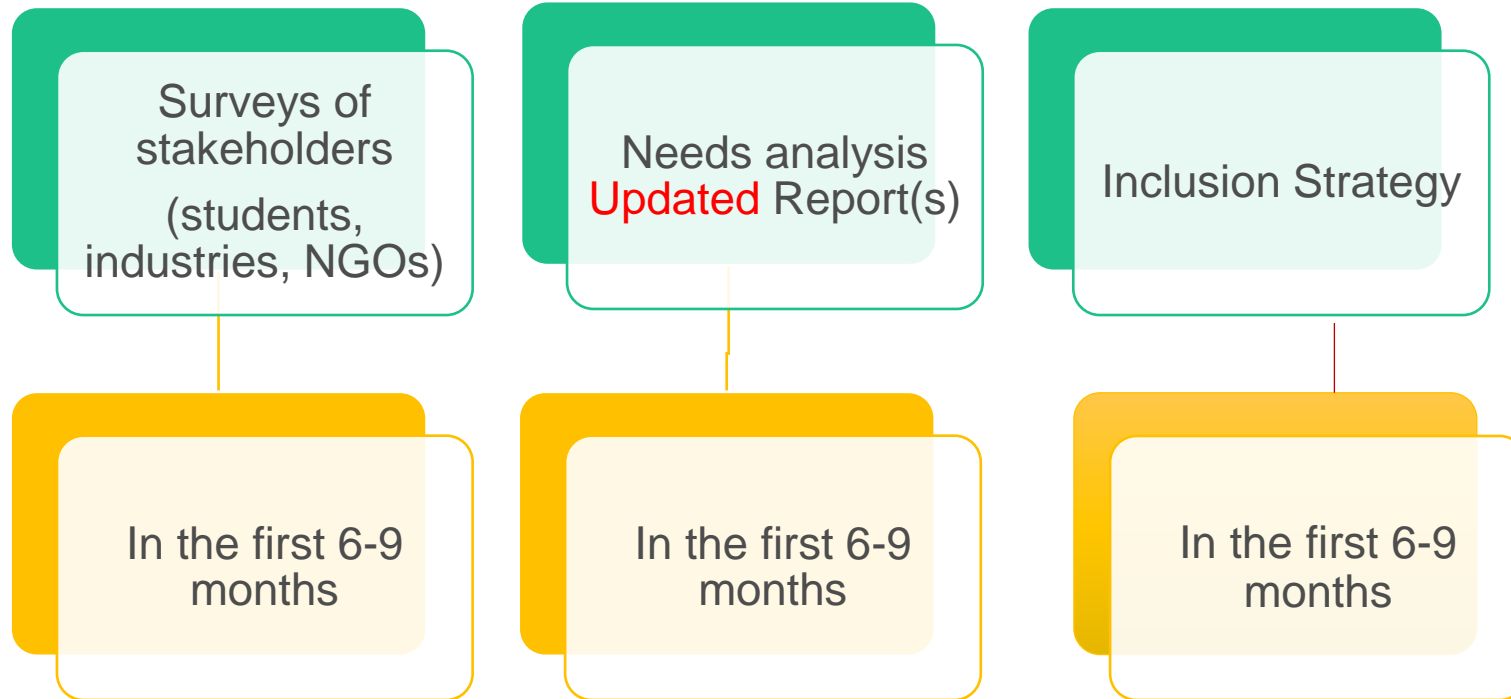 Surveys of
stakeholders
(students,
industries, NGOs)
Needs analysis
Updated Report(s)
Inclusion Strategy
In the first 6-9
months
In the first 6-9
months
In the first 6-9
months